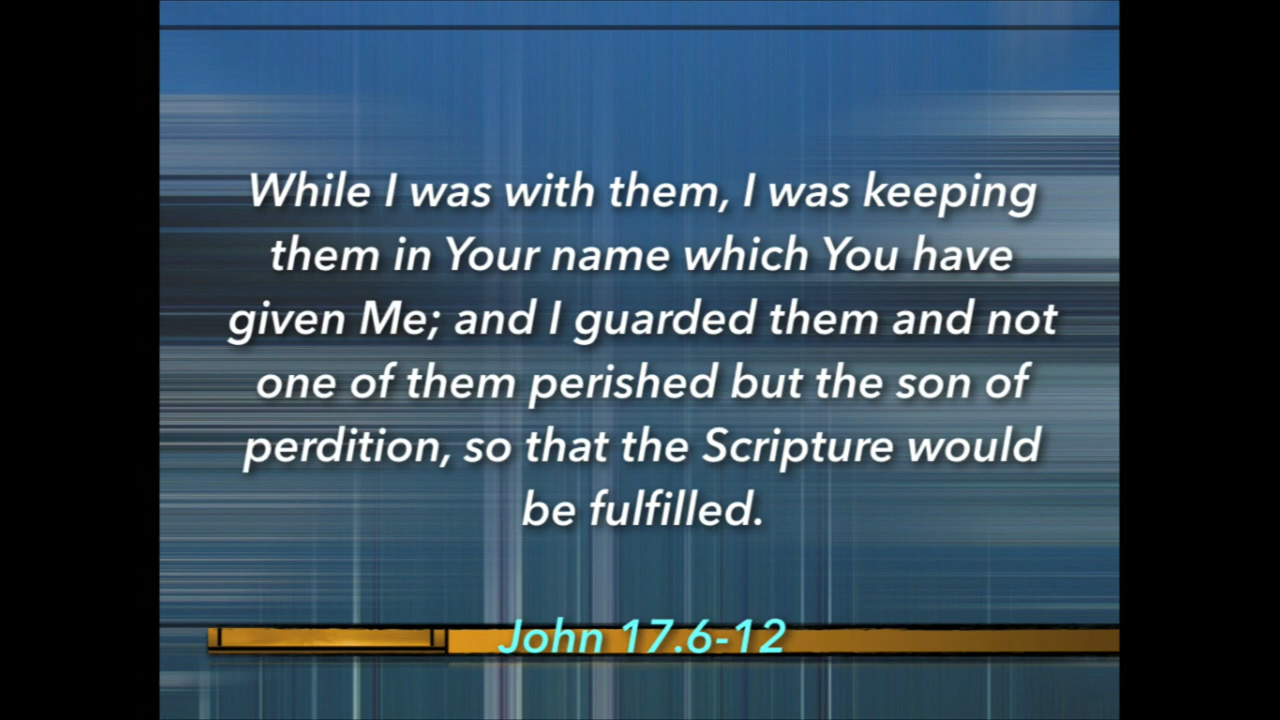 While I was with them, I was keeping
them in Your name which You have
given Me; and I guarded them and not
one of them perished but the son of
perdition, so that the Scripture would
be fulfilled.
John 17.6-12